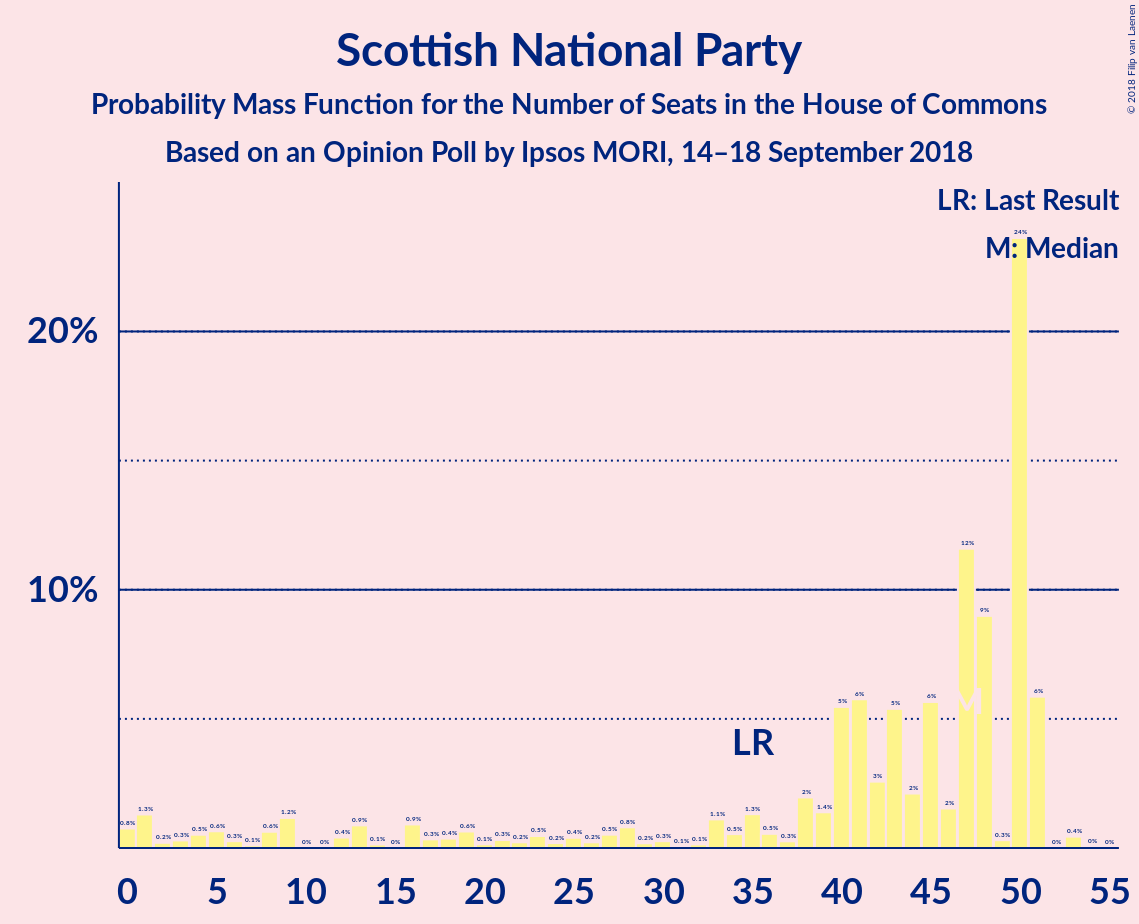 Scottish National Party
Probability Mass Function for the Number of Seats in the House of Commons
Based on an Opinion Poll by Ipsos MORI, 14–18 September 2018
© 2018 Filip van Laenen
LR: Last Result
M: Median
20%
10%
0.8% 1.3% 0.2% 0.3% 0.5% 0.6% 0.3% 0.1% 0.6% 1.2% 0% 0% 0.4% 0.9% 0.1% 0% 0.9% 0.3% 0.4% 0.6% 0.1% 0.3% 0.2% 0.5% 0.2% 0.4% 0.2% 0.5% 0.8% 0.2% 0.3% 0.1% 0.1% 1.1% 0.5% 1.3% 0.5% 0.3% 2% 1.4% 5% 6% 3% 5% 2% 6% 2% 12% 9% 0.3% 24% 6% 0% 0.4% 0% 0%
LR
M
0 5 10 15 20 25 30 35 40 45 50 55